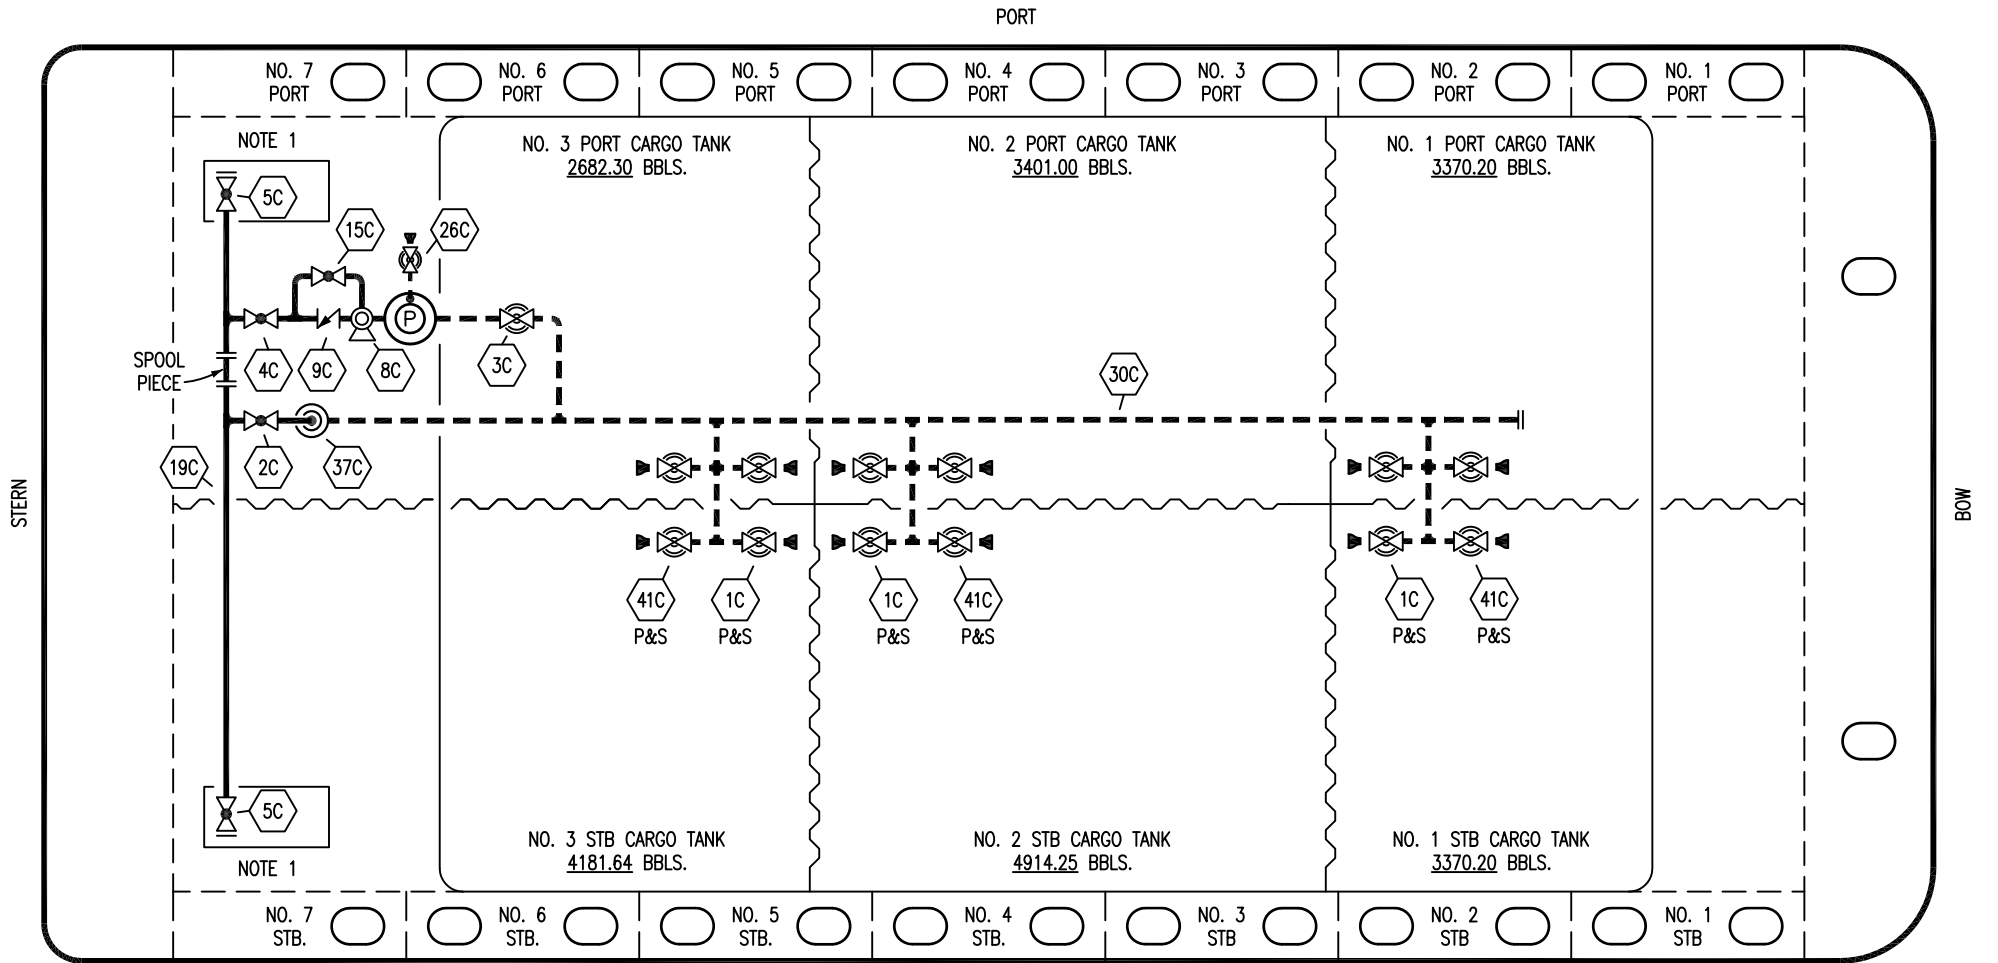 PORT
NO. 7
PORT
NO. 6
PORT
NO. 5
PORT
NO. 4
PORT
NO. 3
PORT
NO. 2
PORT
NO. 1
PORT
NOTE 1
NO. 3 PORT CARGO TANK
2682.30 BBLS.
NO. 2 PORT CARGO TANK
3401.00 BBLS.
NO. 1 PORT CARGO TANK
3370.20 BBLS.
5C
15C
26C
P
SPOOL
PIECE
4C
9C
8C
3C
30C
19C
2C
37C
STERN
BOW
41C
P&S
1C
P&S
1C
P&S
41C
P&S
1C
P&S
41C
P&S
5C
NOTE 1
NO. 3 STB CARGO TANK
4181.64 BBLS.
NO. 2 STB CARGO TANK
4914.25 BBLS.
NO. 1 STB CARGO TANK
3370.20 BBLS.
NO. 7
STB.
NO. 6
STB.
NO. 5
STB.
NO. 4
STB.
NO. 3
STB
NO. 2
STB
NO. 1
STB